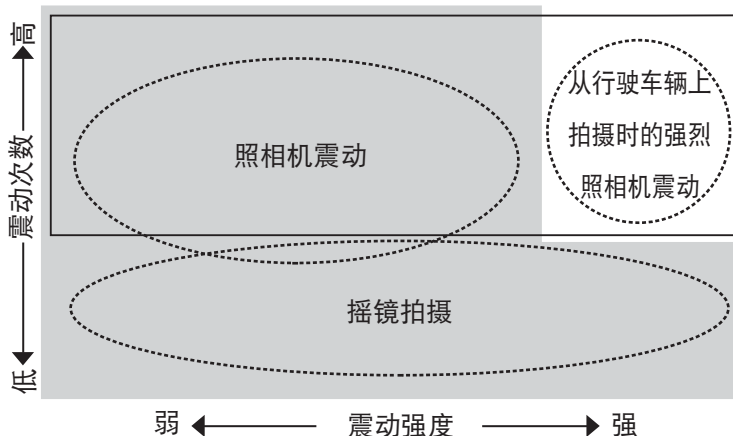 高
震动次数
低
照相机震动
从行驶车辆上
拍摄时的强烈
照相机震动
摇镜拍摄
弱
震动强度
强